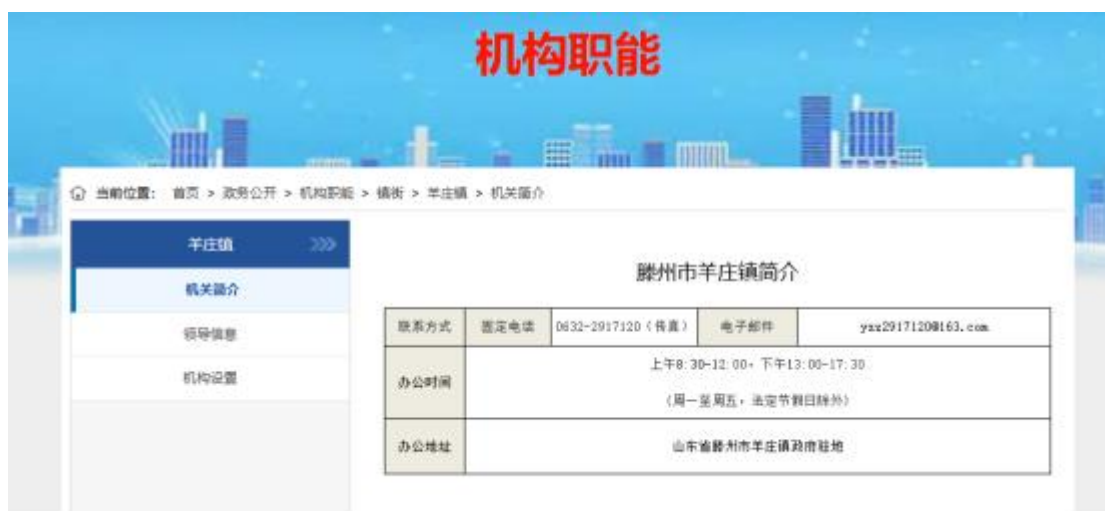 机构职能
当前位置： 首页 > 政务公开 > 机构职能 > 镇街 > 羊庄镇 > 机关简介
羊庄镇 >>>
机关简介
领导信息
机构设置
滕州市羊庄镇简介
联系方式 固定电话 0632-2917120（传真） 电子邮件 yzz2917120@163.com
办公时间
上午8:30-12:00，下午13:00-17:30
（周一至周五，法定节假日除外）
办公地址 山东省滕州市羊庄镇政府驻地